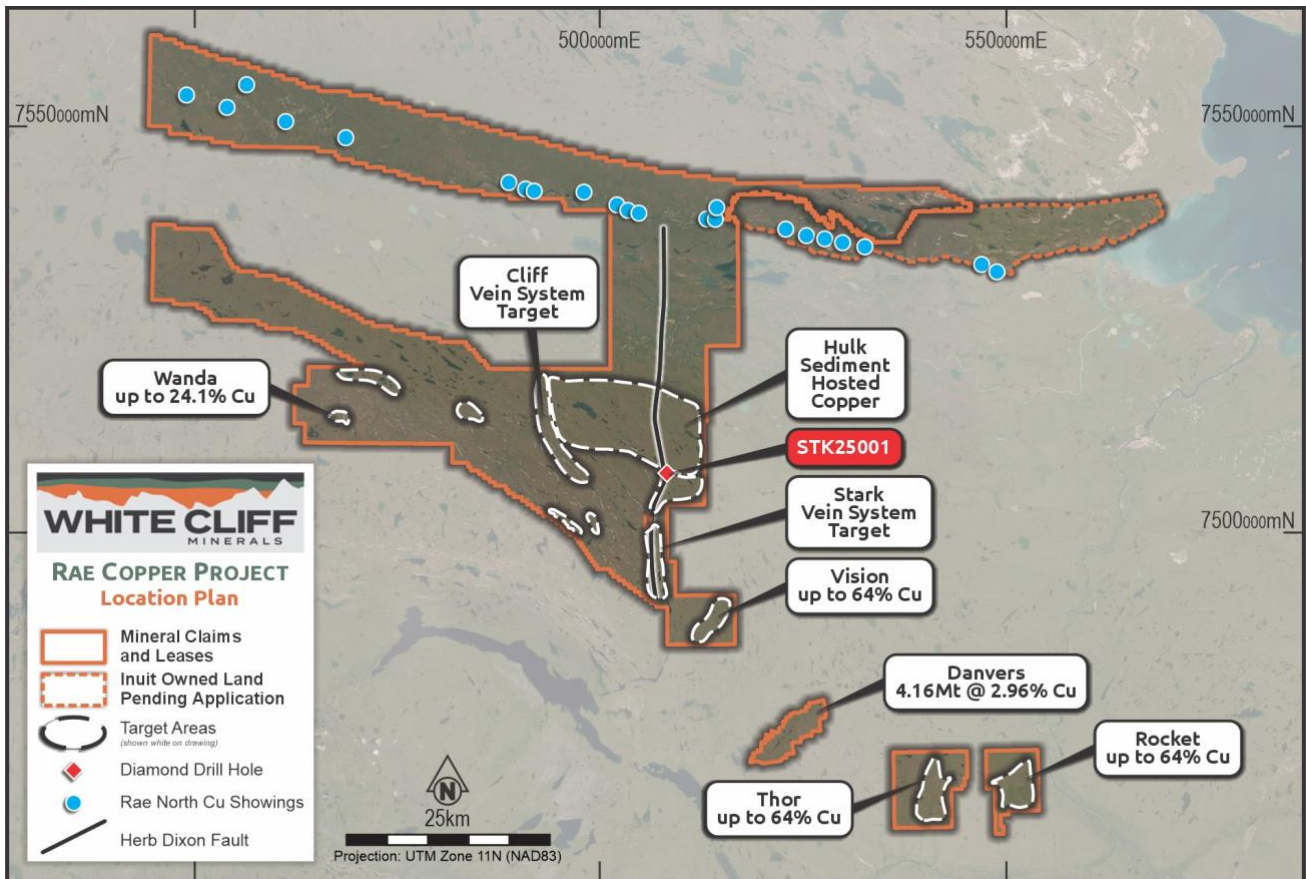 500000mE
550000mE
7550000mN
7550000mN
Cliff
Vein System
Target
Wanda
up to 24.1% Cu
Hulk
Sediment
Hosted
Copper
STK25001
Stark
Vein System
Target
7500000mN
Vision
up to 64% Cu
Danvers
4.16Mt @ 2.96% Cu
Rocket
up to 64% Cu
Thor
up to 64% Cu
WHITE CLIFF
MINERALS
RAE COPPER PROJECT
Location Plan
Mineral Claims
and Leases
Inuit Owned Land
Pending Application
Target Areas
(shown white on drawing)
Diamond Drill Hole
Rae North Cu Showings
Herb Dixon Fault
N
25km
Projection: UTM Zone 11N (NAD83)